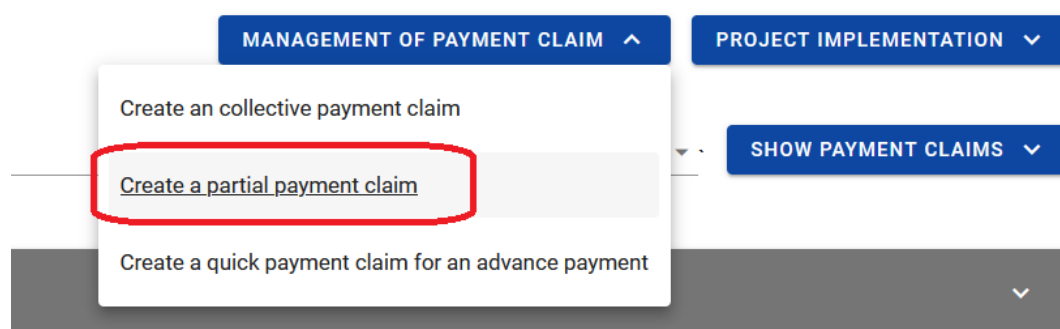 MANAGEMENT OF PAYMENT CLAIM
PROJECT IMPLEMENTATION
Create an collective payment claim
SHOW PAYMENT CLAIMS
Create a partial payment claim
Create a quick payment claim for an advance payment